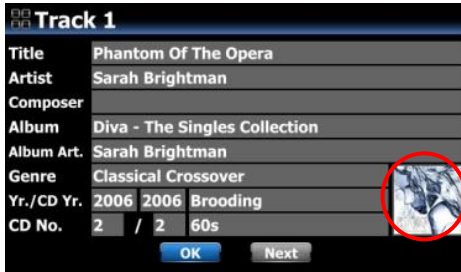 Track 1
Title Phantom Of The Opera
Artist Sarah Brightman
Composer
Album Diva - The Singles Collection
Album Art. Sarah Brightman
Genre Classical Crossover
Yr./CD Yr. 2006 2006 Brooding
CD No. 2 / 2 60s
OK Next